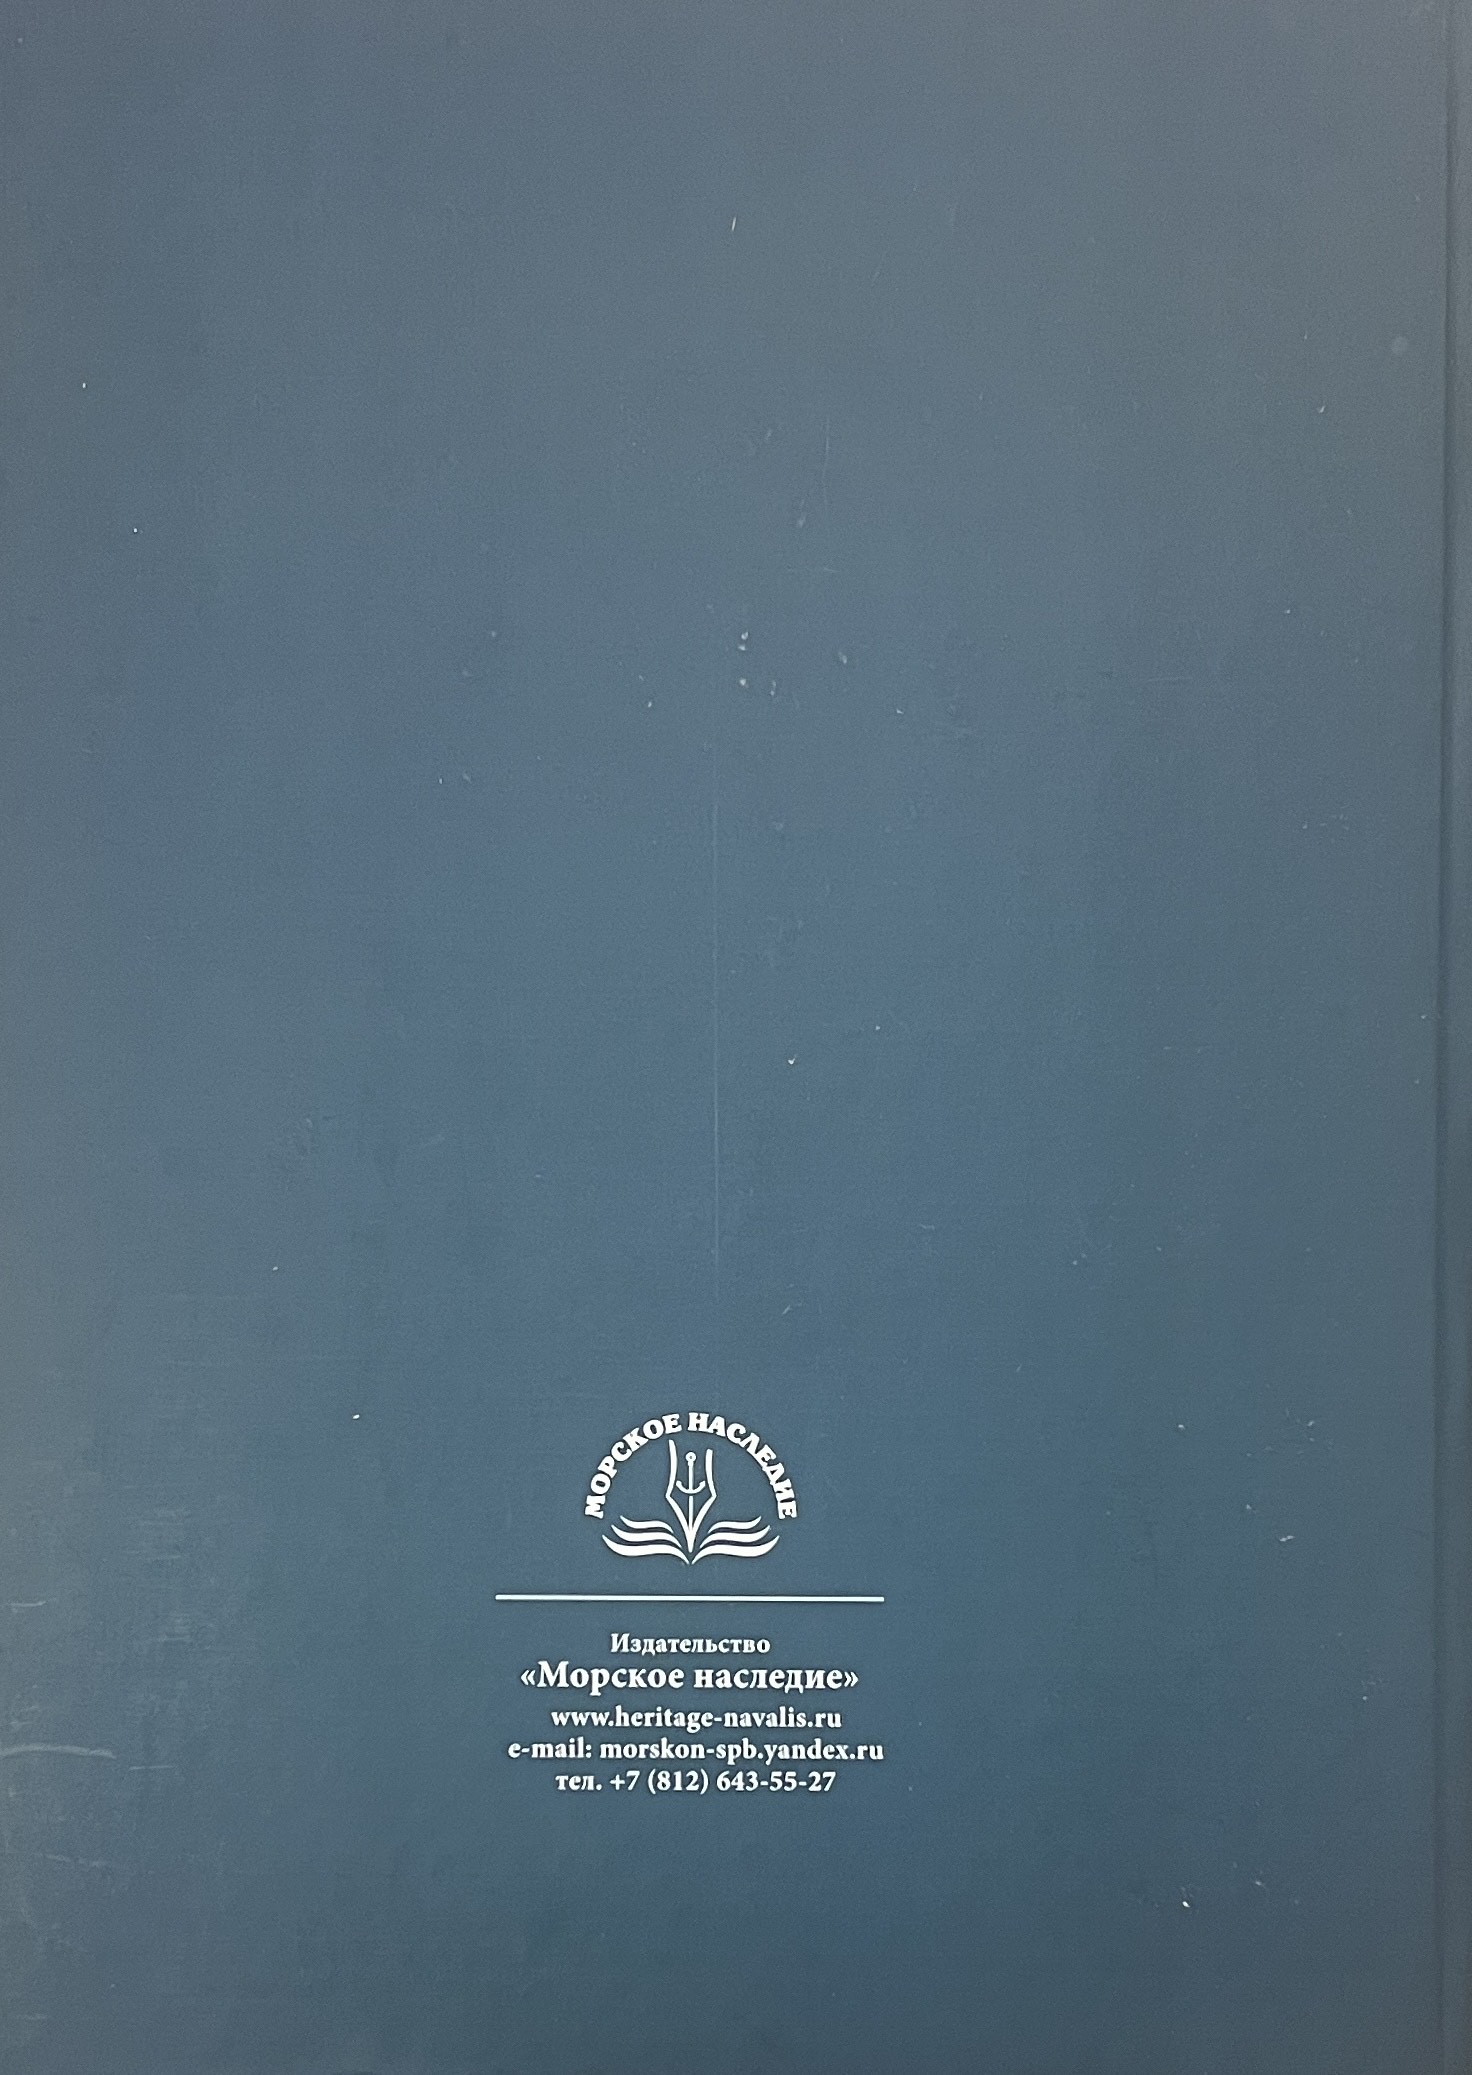 МОРСКОЕ НАСЛЕДИЕ
Издательство
«Морское наследие»
www.heritage-navalis.ru
e-mail: morskon-spb.yandex.ru
тел. +7 (812) 643-55-27